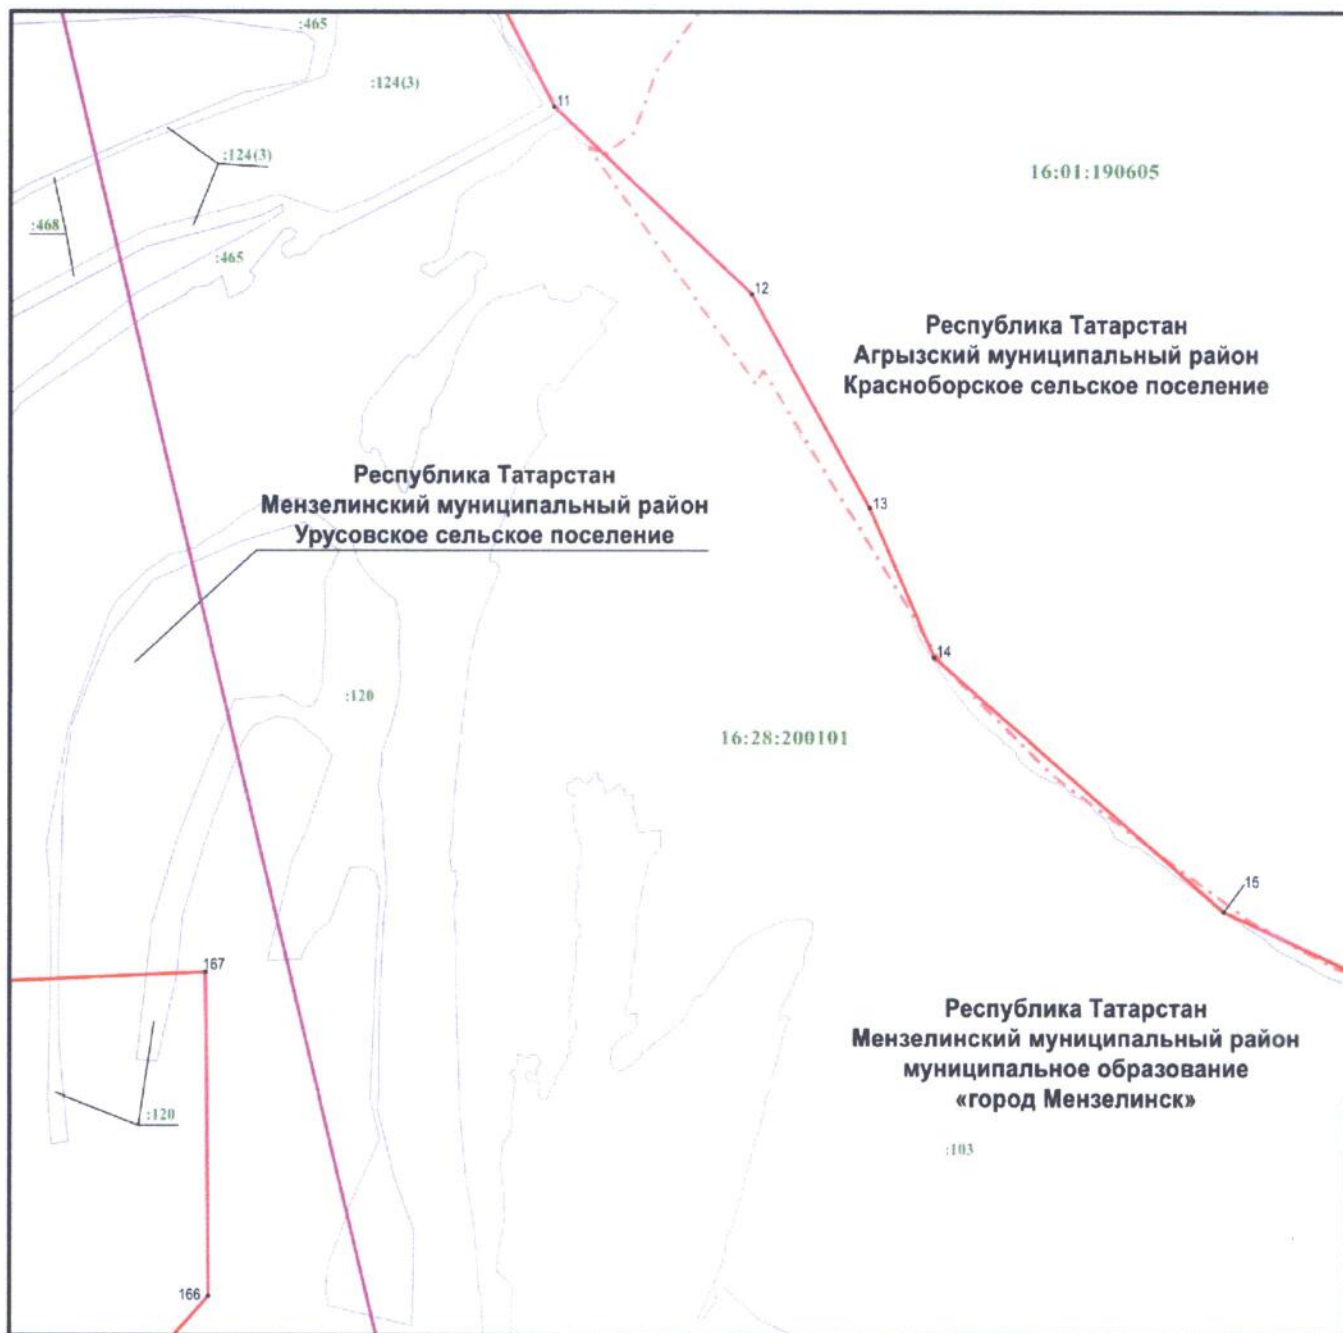 :465
:124(3)
11
:124(3)
16:01:190605
:468
:465
12
Республика Татарстан
Агрызский муниципальный район
Красноборское сельское поселение
Республика Татарстан
Мензелинский муниципальный район
Урусовское сельское поселение
13
14
:120
16:28:200101
15
167
Республика Татарстан
Мензелинский муниципальный район
муниципальное образование
«город Мензелинск»
:120
:103
166